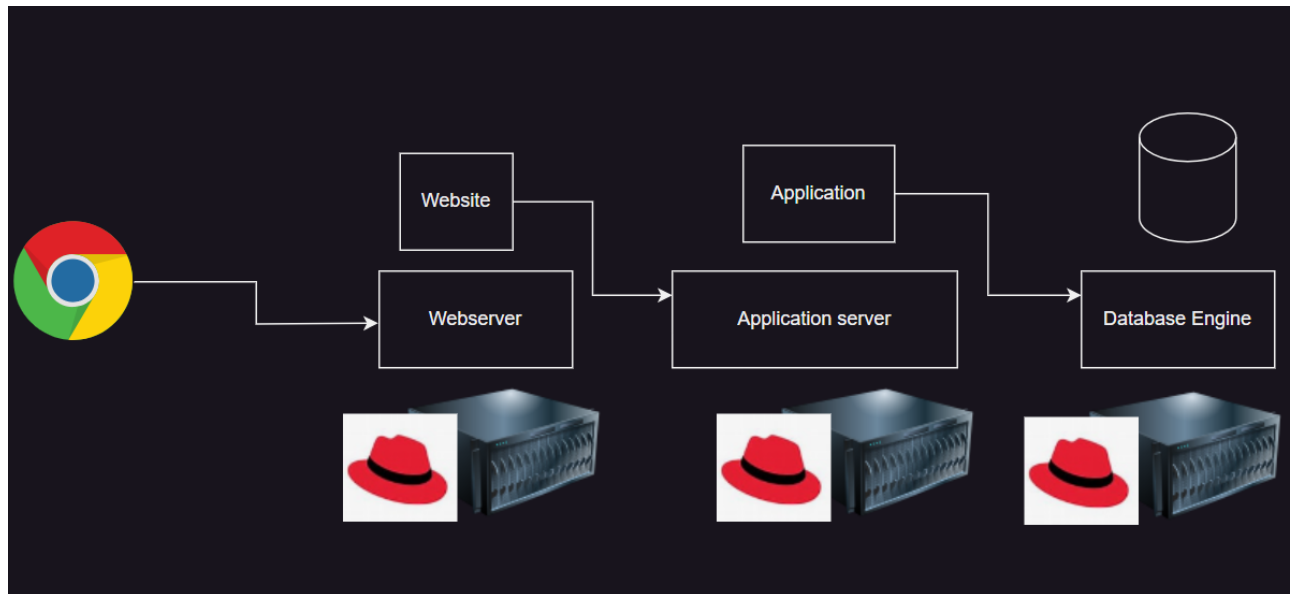 Website
Application
Webserver
Application server
Database Engine